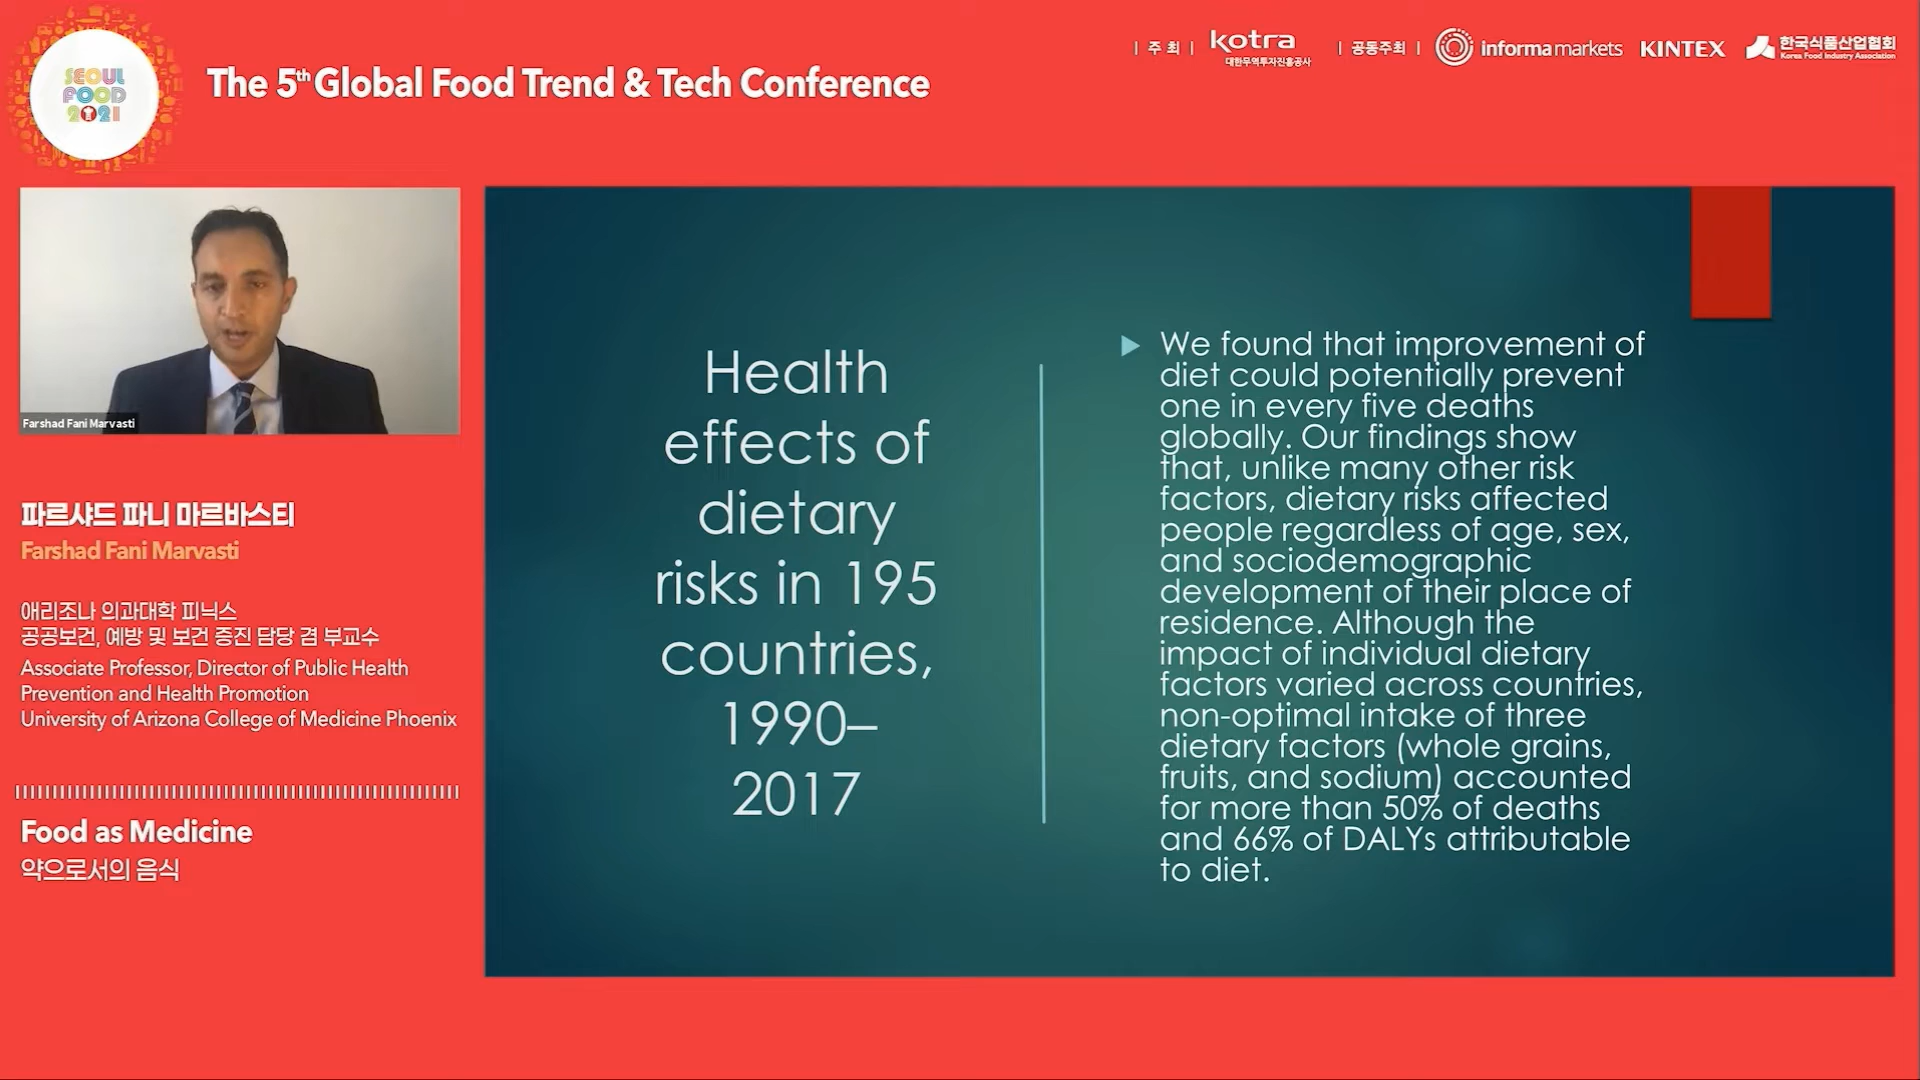 SEOUL
FOOD
2021
The 5th Global Food Trend & Tech Conference
| 주 최 |
kotra
대한무역투자진흥공사
| 공동주최 |
informa markets
KINTEX
한국식품산업협회
Korea Food Industry Association
Farshad Fani Marvasti
파르샤드 파니 마르바스티
Farshad Fani Marvasti
애리조나 의과대학 피닉스
공공보건, 예방 및 보건 증진 담당 겸 부교수
Associate Professor, Director of Public Health
Prevention and Health Promotion
University of Arizona College of Medicine Phoenix
Food as Medicine
약으로서의 음식
Health
effects of
dietary
risks in 195
countries,
1990–
2017
We found that improvement of
diet could potentially prevent
one in every five deaths
globally. Our findings show
that, unlike many other risk
factors, dietary risks affected
people regardless of age, sex,
and sociodemographic
development of their place of
residence. Although the
impact of individual dietary
factors varied across countries,
non-optimal intake of three
dietary factors (whole grains,
fruits, and sodium) accounted
for more than 50% of deaths
and 66% of DALYs attributable
to diet.